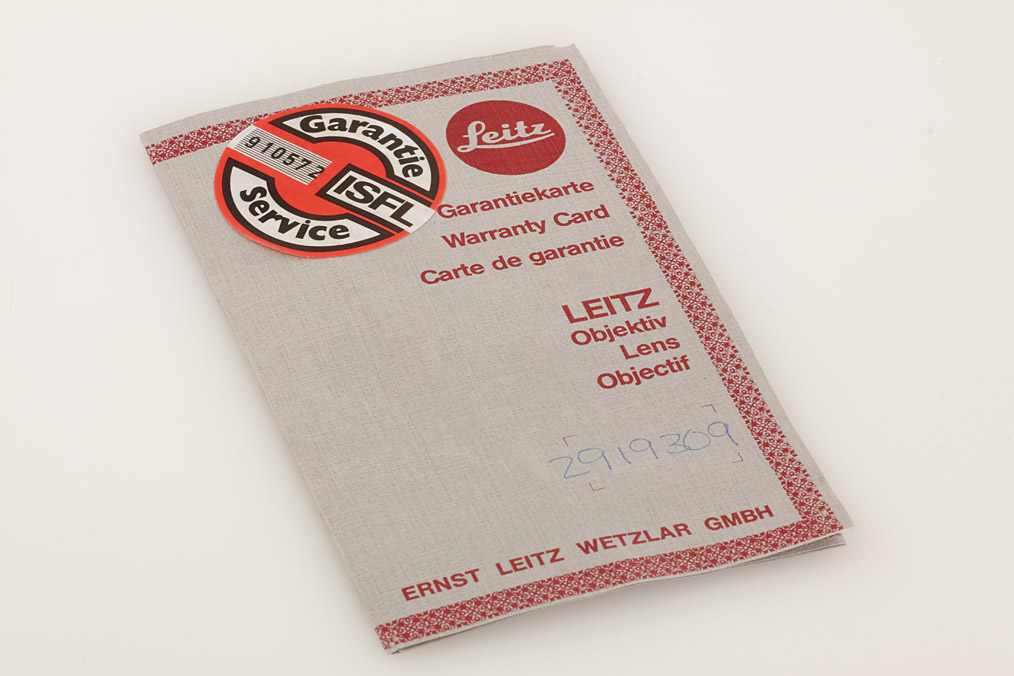 Garantie
910572
ISFL
Service
Leitz
Garantiekarte
Warranty Card
Carte de garantie
LEITZ
Objektiv
Lens
Objectif
2919309
ERNST LEITZ WETZLAR GMBH